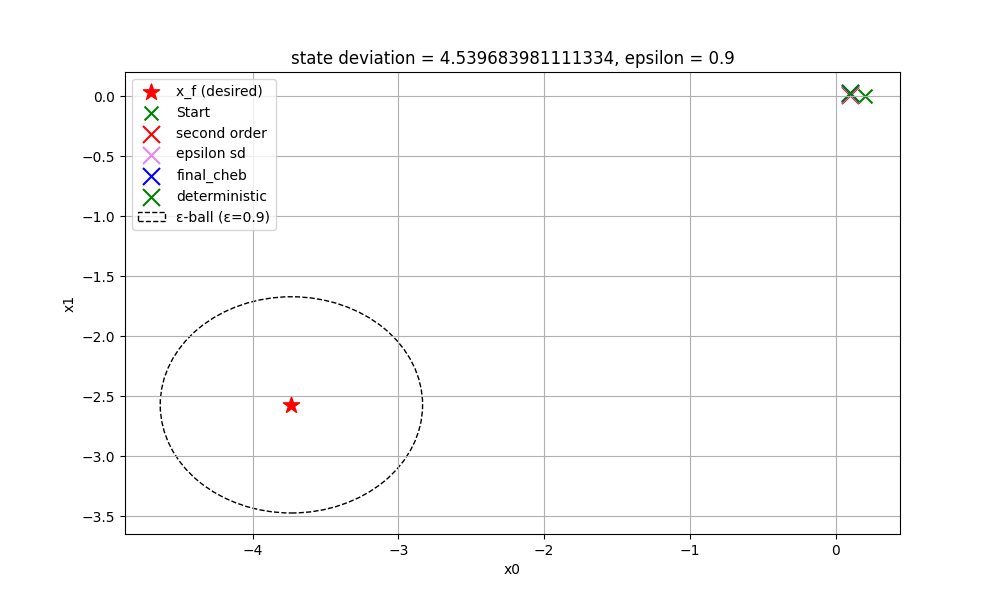 state deviation = 4.539683981111334, epsilon = 0.9
x_f (desired)
Start
second order
epsilon sd
final_cheb
deterministic
ε-ball (ε=0.9)
0.0
−0.5
−1.0
−1.5
−2.0
−2.5
−3.0
−3.5
x1
−4
−3
−2
−1
0
x0